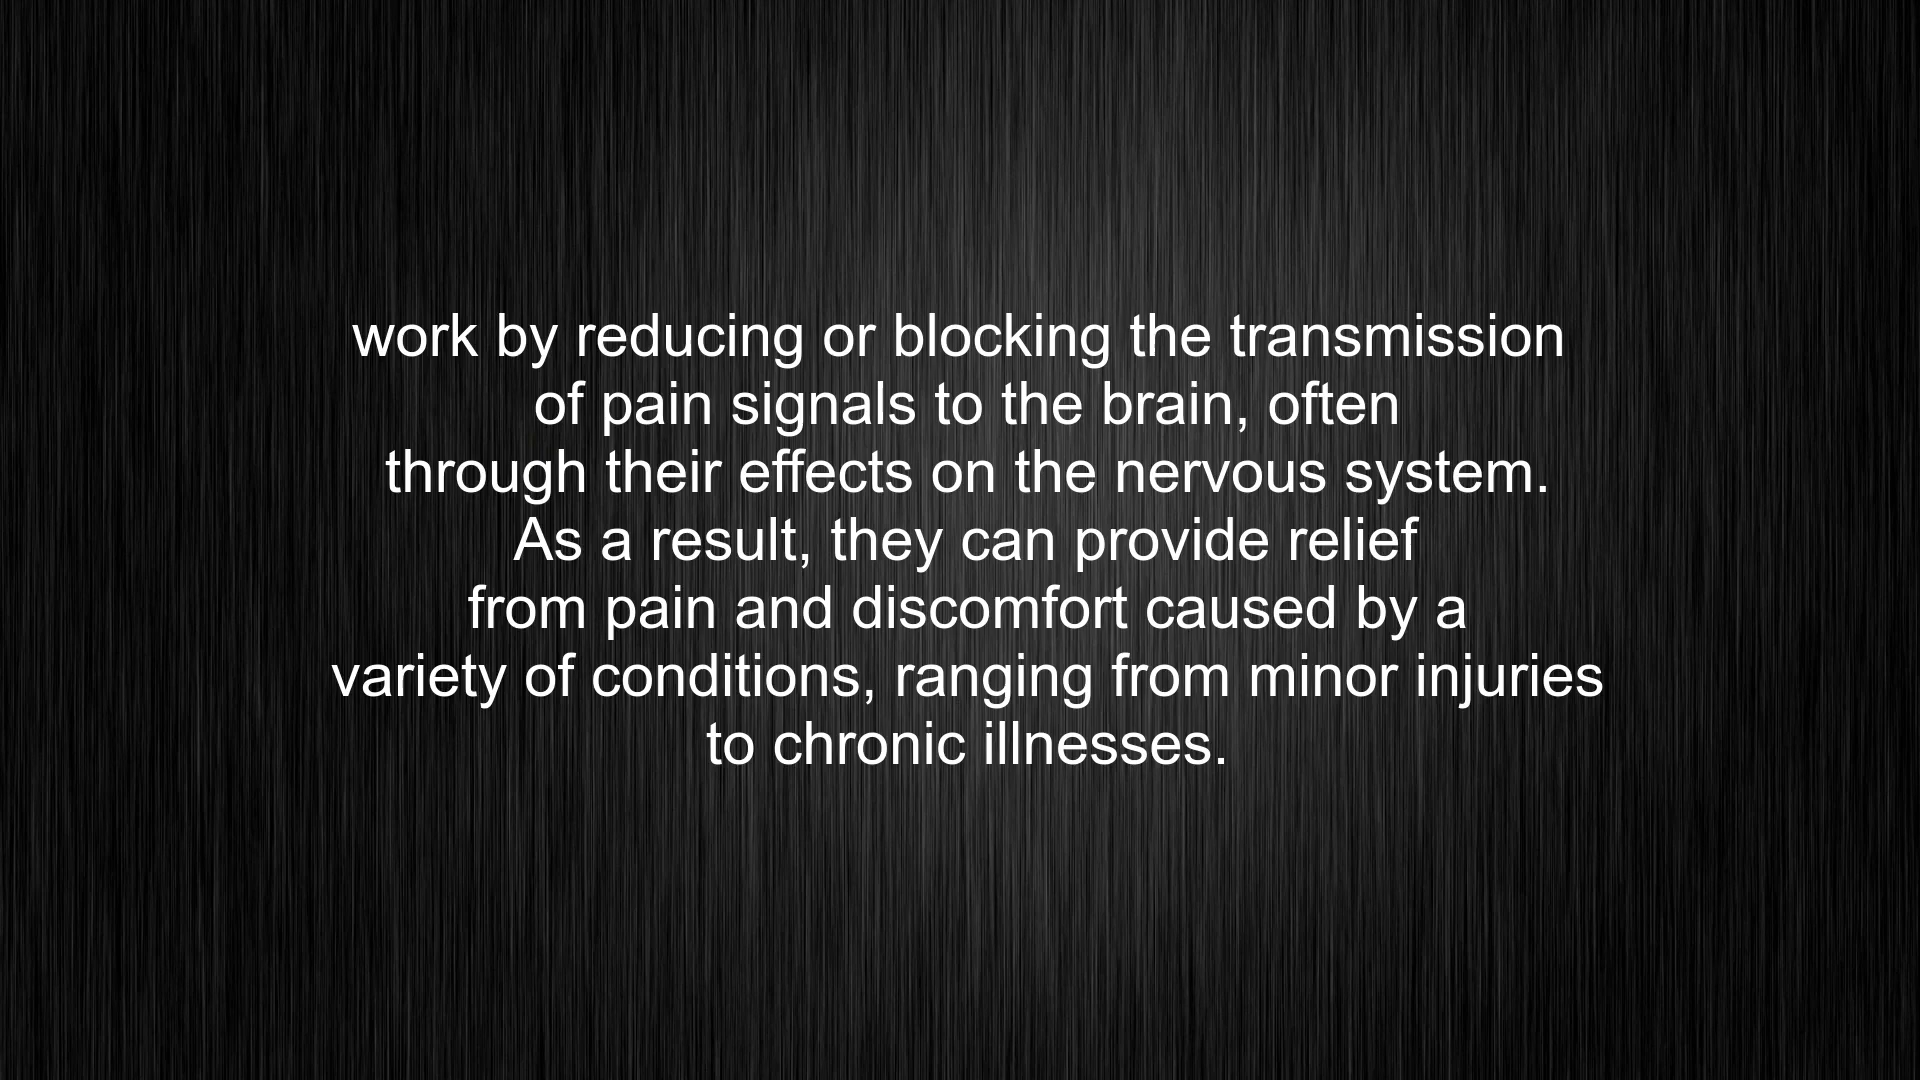 work by reducing or blocking the transmission
of pain signals to the brain, often
through their effects on the nervous system.
As a result, they can provide relief
from pain and discomfort caused by a
variety of conditions, ranging from minor injuries
to chronic illnesses.